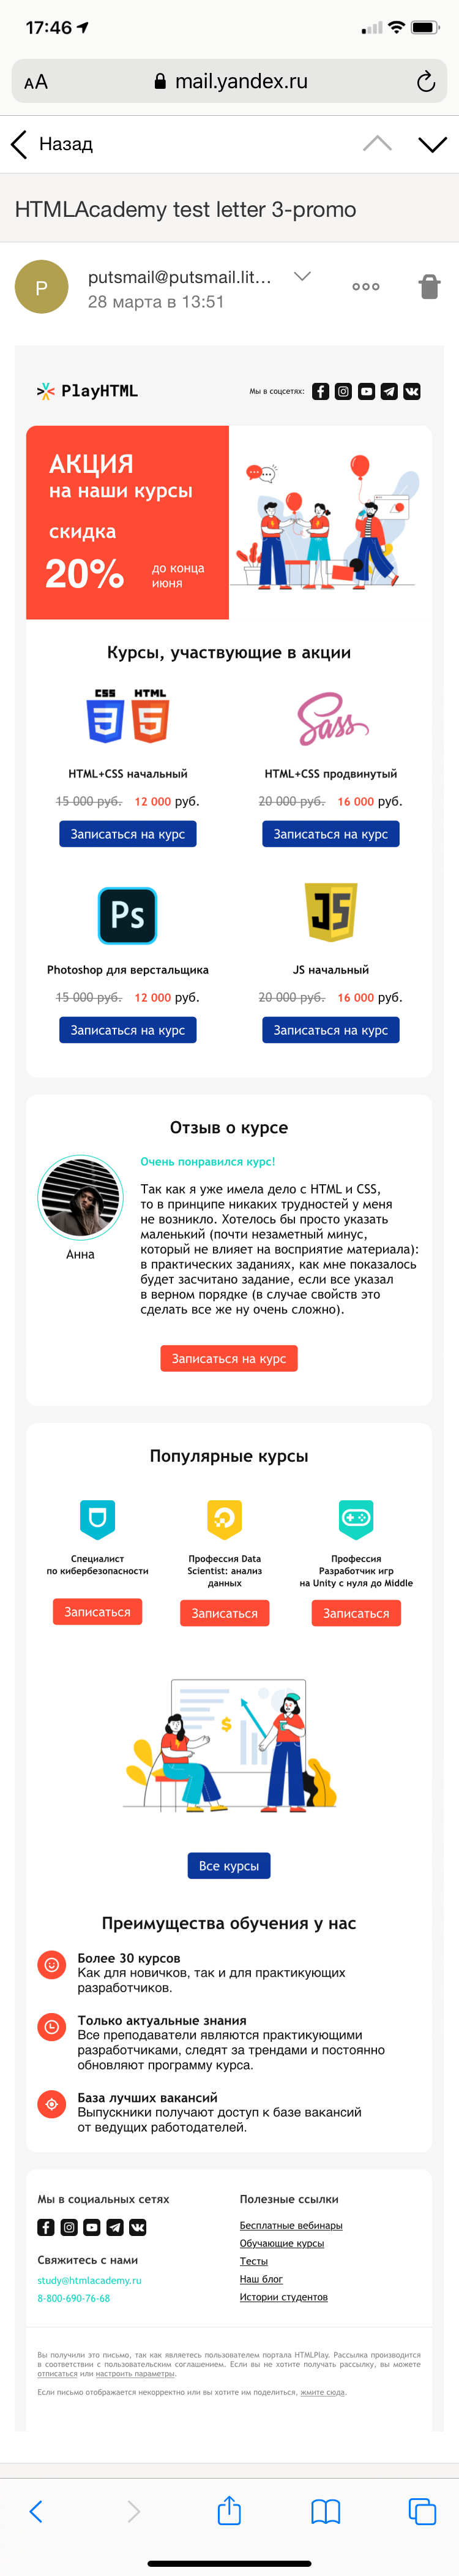 17:46
AA
mail.yandex.ru
Назад
HTMLAcademy test letter 3-promo
P
putsmail@putsmail.lit...
28 марта в 13:51
PlayHTML
Мы в соцсетях:
АКЦИЯ
на наши курсы
скидка
20%
до конца
июня
Курсы, участвующие в акции
CSS HTML
Sass
HTML+CSS начальный
HTML+CSS продвинутый
15 000 руб. 12 000 руб.
20 000 руб. 16 000 руб.
Записаться на курс
Записаться на курс
Ps
JS
Photoshop для верстальщика
JS начальный
15 000 руб. 12 000 руб.
20 000 руб. 16 000 руб.
Записаться на курс
Записаться на курс
Отзыв о курсе
Очень понравился курс!
Так как я уже имела дело с HTML и CSS,
то в принципе никаких трудностей у меня
не возникло. Хотелось бы просто указать
маленький (почти незаметный минус,
который не влияет на восприятие материала):
в практических заданиях, как мне показалось
будет засчитано задание, если все указал
в верном порядке (в случае свойств это
сделать все же ну очень сложно).
Анна
Записаться на курс
Популярные курсы
Специалист
по кибербезопасности
Профессия Data
Scientist: анализ
данных
Профессия
Разработчик игр
на Unity с нуля до Middle
Записаться
Записаться
Записаться
$
Все курсы
Преимущества обучения у нас
Более 30 курсов
Как для новичков, так и для практикующих
разработчиков.
Только актуальные знания
Все преподаватели являются практикующими
разработчиками, следят за трендами и постоянно
обновляют программу курса.
База лучших вакансий
Выпускники получают доступ к базе вакансий
от ведущих работодателей.
Мы в социальных сетях
Свяжитесь с нами
study@htmlacademy.ru
8-800-690-76-68
Полезные ссылки
Бесплатные вебинары
Обучающие курсы
Тесты
Наш блог
Истории студентов
Вы получили это письмо, так как являетесь пользователем портала HTMLPlay. Рассылка производится
в соответствии с пользовательским соглашением. Если вы не хотите получать рассылку, вы можете
отписаться или настроить параметры.
Если письмо отображается некорректно или вы хотите им поделиться, жмите сюда.